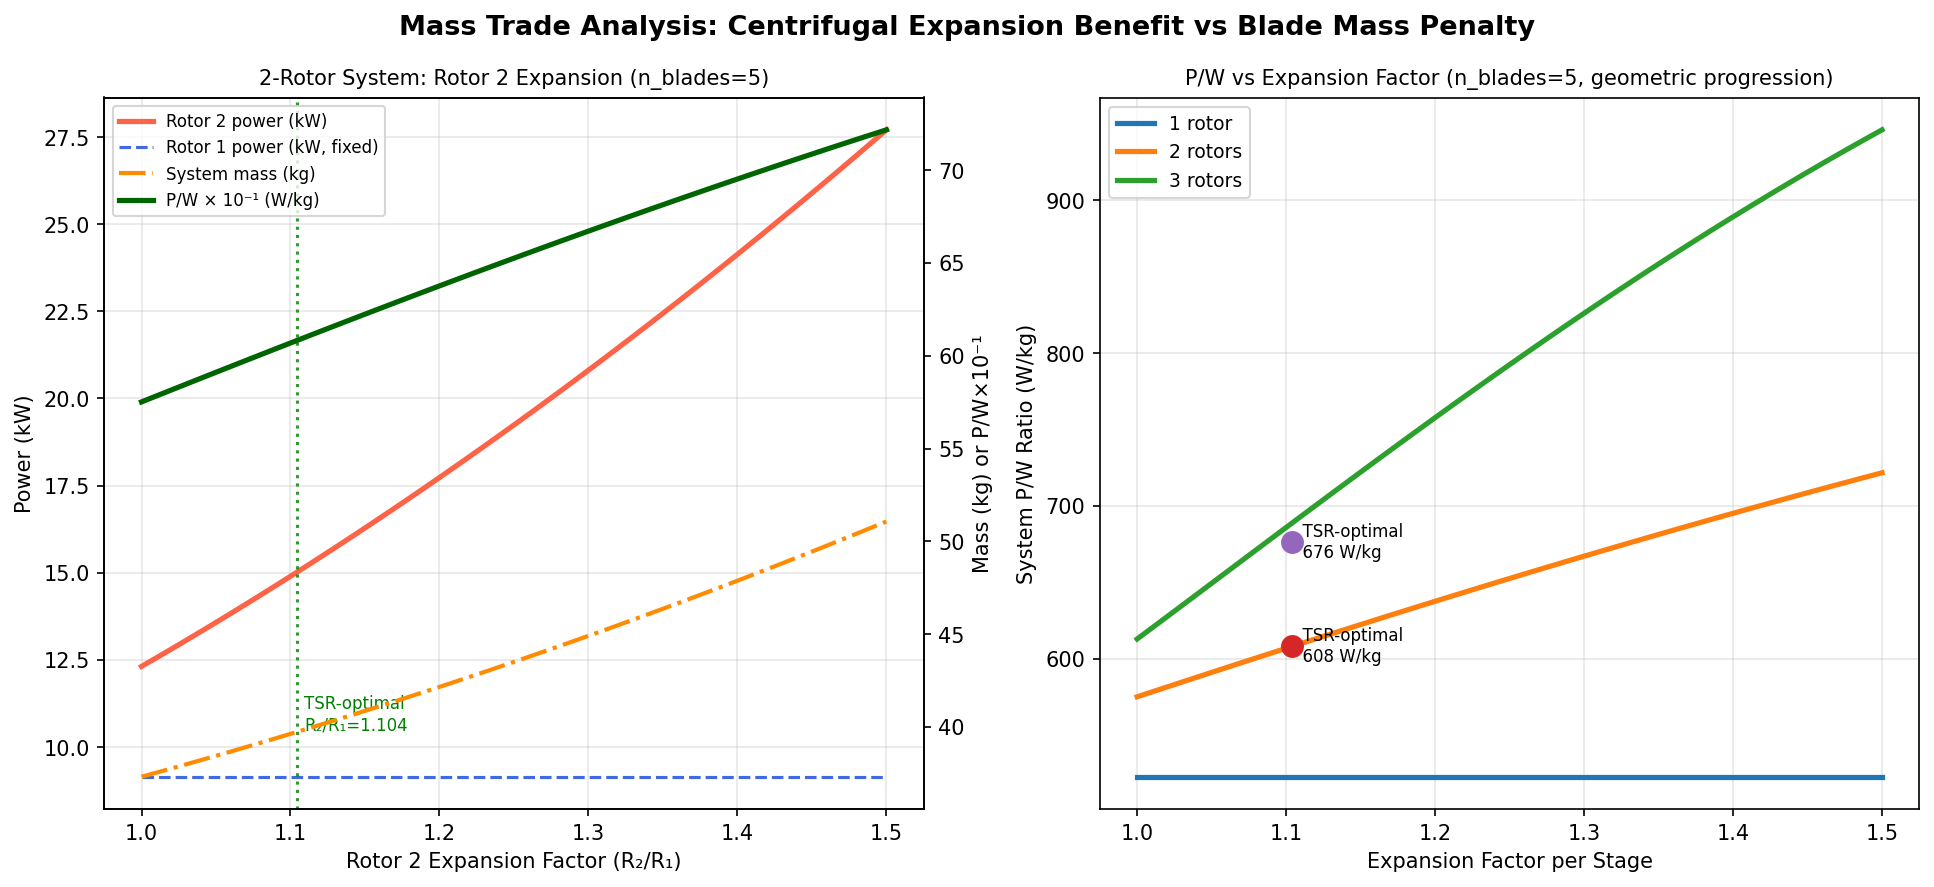 Mass Trade Analysis: Centrifugal Expansion Benefit vs Blade Mass Penalty
2-Rotor System: Rotor 2 Expansion (n_blades=5)
Rotor 2 power (kW)
Rotor 1 power (kW, fixed)
System mass (kg)
P/W × 10⁻¹ (W/kg)
27.5
25.0
22.5
20.0
17.5
15.0
12.5
10.0
Power (kW)
TSR-optimal
R₂/R₁=1.104
70
65
60
55
50
45
40
Mass (kg) or P/W×10⁻¹
1.0
1.1
1.2
1.3
1.4
1.5
Rotor 2 Expansion Factor (R₂/R₁)
P/W vs Expansion Factor (n_blades=5, geometric progression)
1 rotor
2 rotors
3 rotors
900
800
700
600
System P/W Ratio (W/kg)
TSR-optimal
676 W/kg
TSR-optimal
608 W/kg
1.0
1.1
1.2
1.3
1.4
1.5
Expansion Factor per Stage